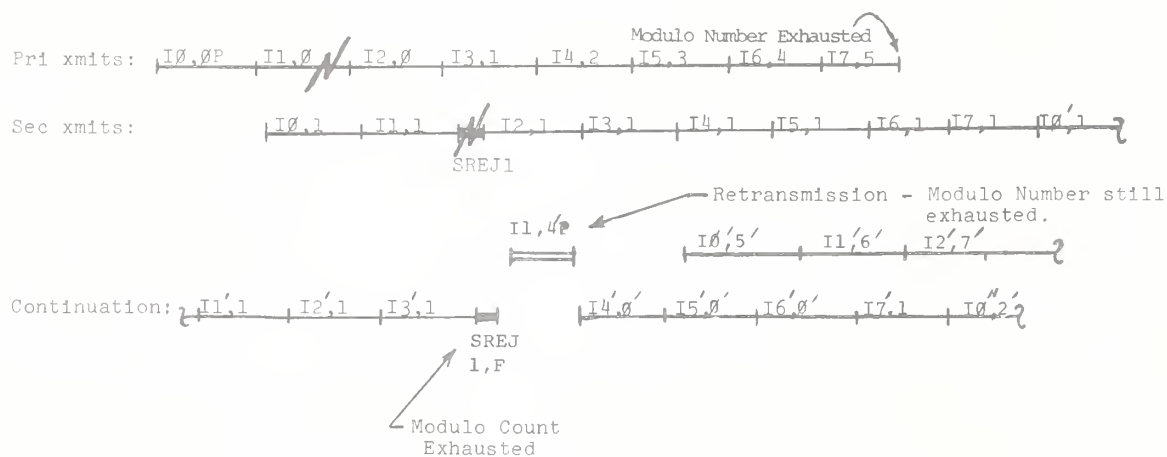 Modulo Number Exhausted
Pri xmits: IØ,ØP I1,Ø I2,Ø I3,1 I4,2 I5,3 I6,4 I7,5
Sec xmits: IØ,1 I1,1 I2,1 I3,1 I4,1 I5,1 I6,1 I7,1 IØ′,1
SREJ1
Retransmission - Modulo Number still
exhausted.
I1,4′P
IØ′,5′ I1′,6′ I2′,7′
Continuation: I1′,1 I2′,1 I3′,1 I4′,Ø′ I5′,Ø′ I6′,Ø′ I7′,1 IØ″,2′
SREJ
1,F
Modulo Count
Exhausted